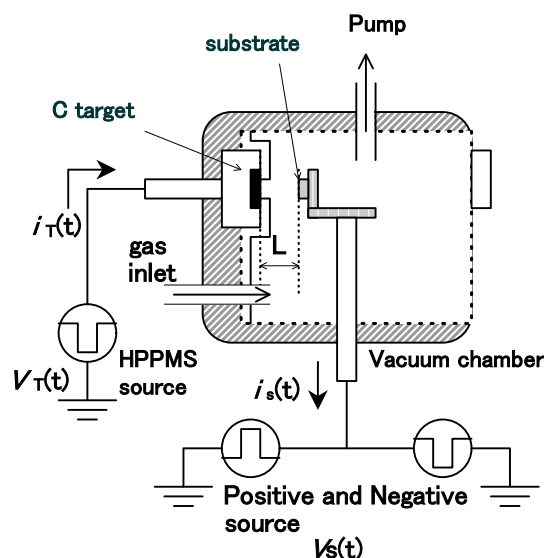 Pump
substrate
C target
i T(t)
gas
inlet
L
HPPMS
source
V T(t)
Vacuum chamber
i s(t)
Positive and Negative
source
Vs(t)